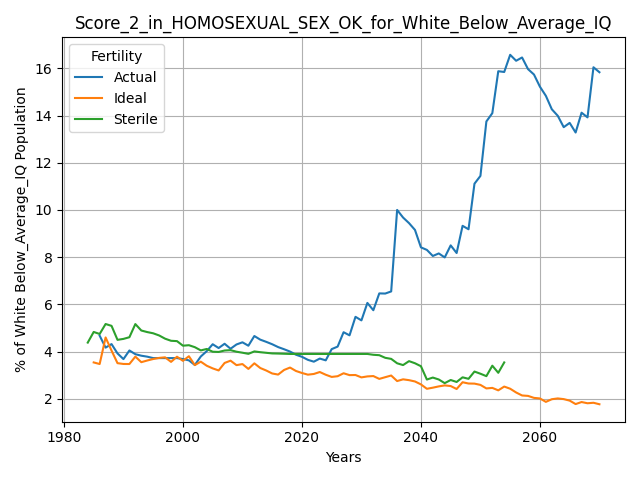 Score_2_in_HOMOSEXUAL_SEX_OK_for_White_Below_Average_IQ
Fertility
Actual
Ideal
Sterile
% of White Below_Average_IQ Population
16
14
12
10
8
6
4
2
1980
2000
2020
2040
2060
Years